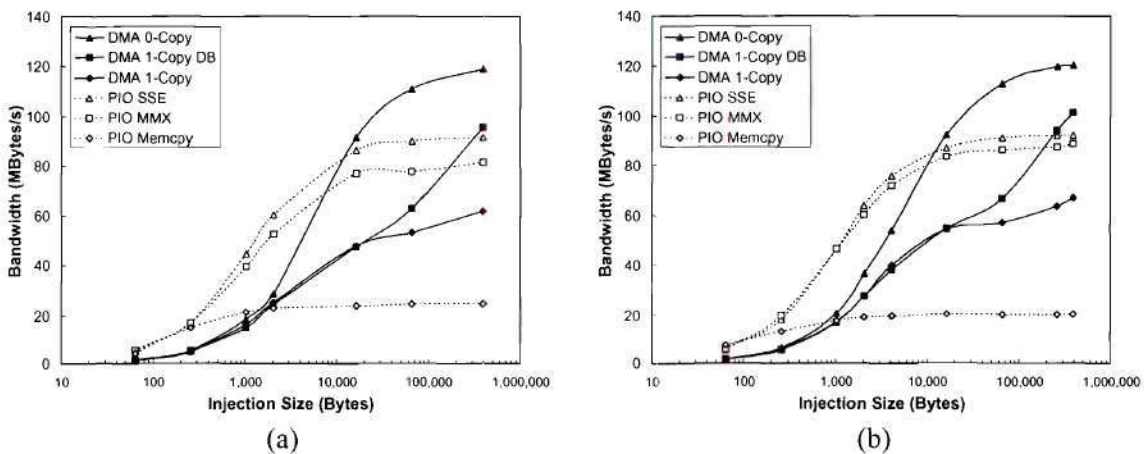 140
120
100
80
60
40
20
0
Bandwidth (MBytes/s)
DMA 0-Copy
DMA 1-Copy DB
DMA 1-Copy
PIO SSE
PIO MMX
PIO Memcpy
10 100 1,000 10,000 100,000 1,000,000
Injection Size (Bytes)
(a)
140
120
100
80
60
40
20
0
Bandwidth (MBytes/s)
DMA 0-Copy
DMA 1-Copy DB
DMA 1-Copy
PIO SSE
PIO MMX
PIO Memcpy
10 100 1,000 10,000 100,000 1,000,000
Injection Size (Bytes)
(b)